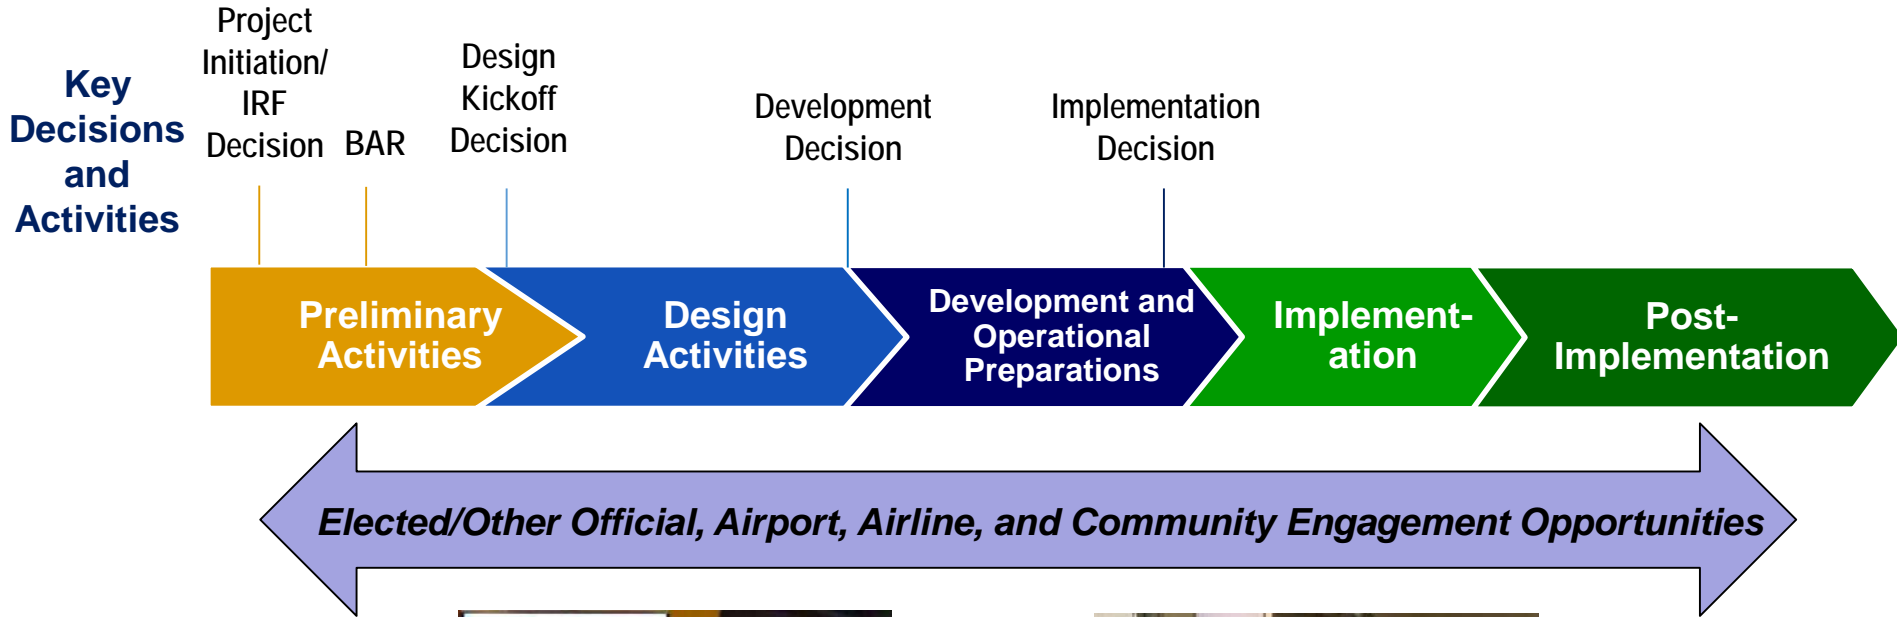 Key
Decisions
and
Activities
Project
Initiation/
IRF
Decision
BAR
Design
Kickoff
Decision
Development
Decision
Implementation
Decision
Preliminary
Activities
Design
Activities
Development and
Operational
Preparations
Implement-
ation
Post-
Implementation
Elected/Other Official, Airport, Airline, and Community Engagement Opportunities